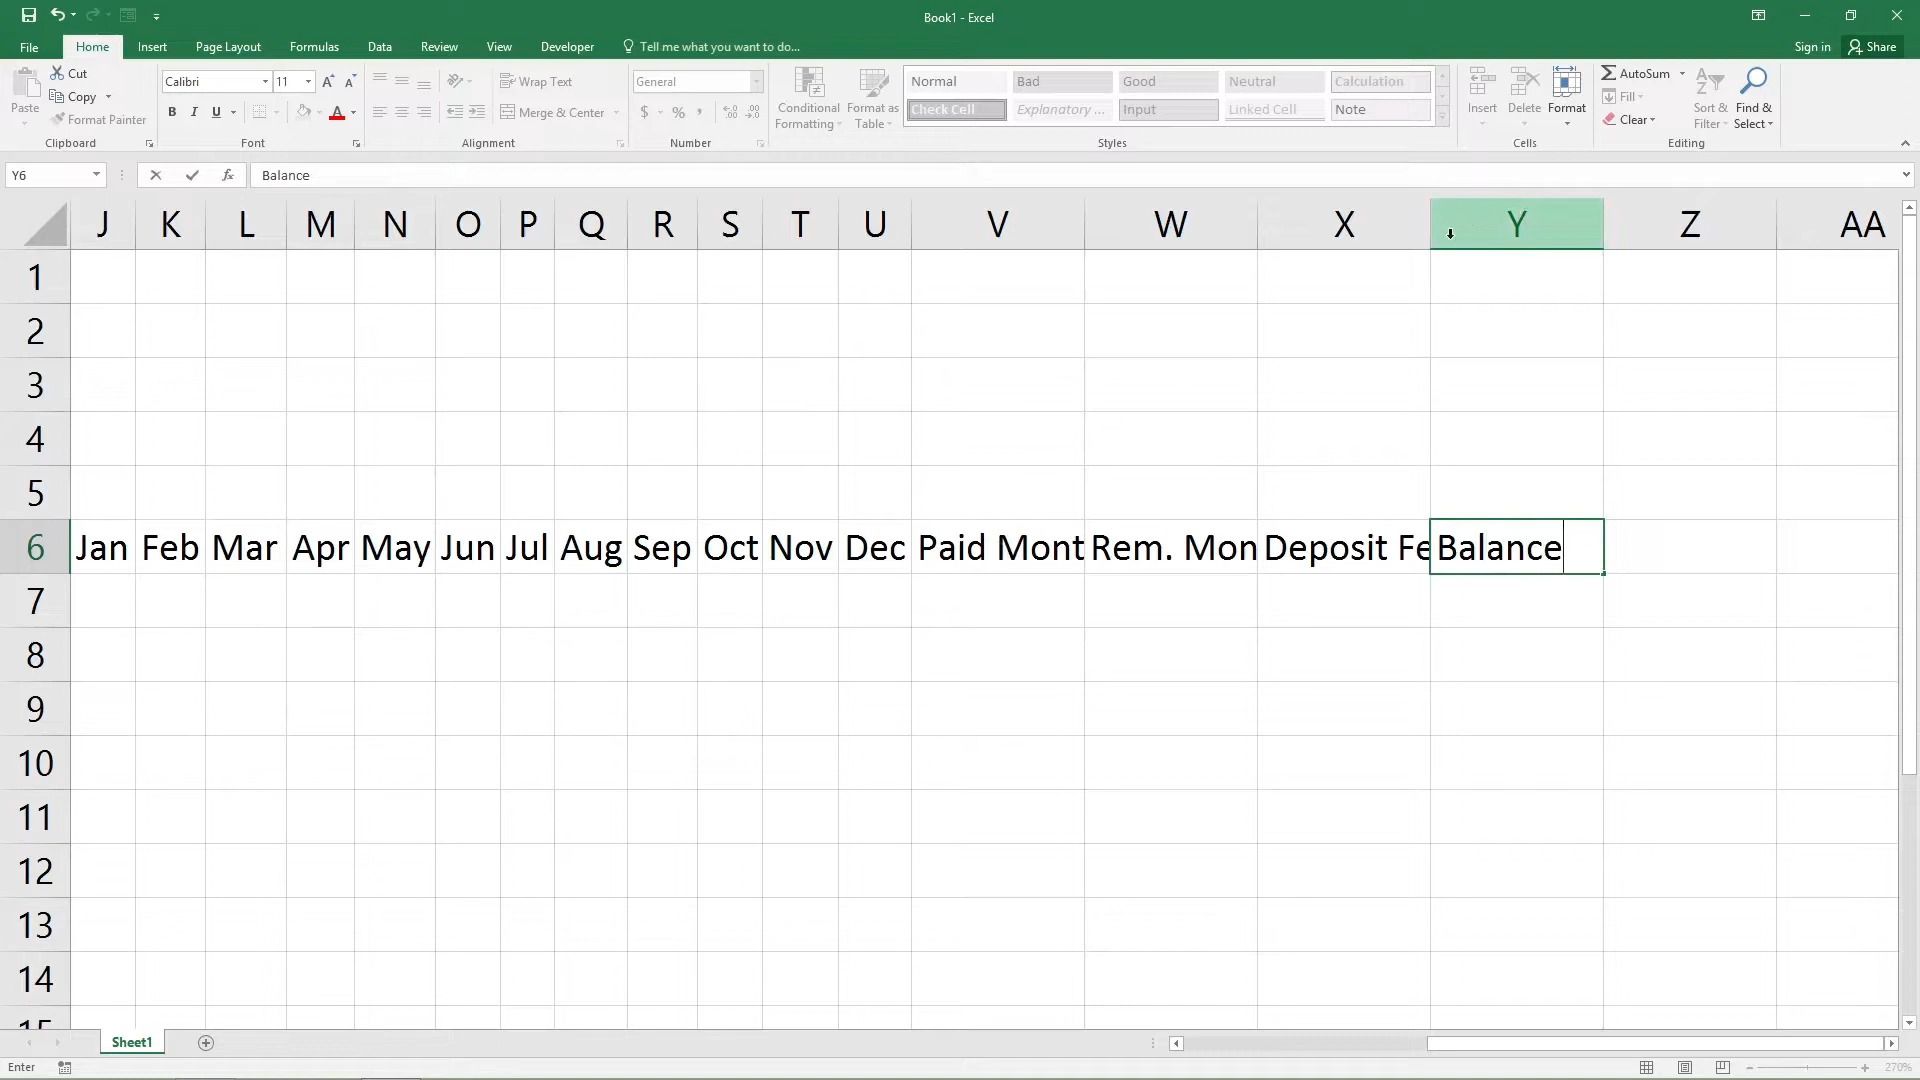 Book1 - Excel
File Home Insert Page Layout Formulas Data Review View Developer Tell me what you want to do... Sign in Share
Paste Cut
Copy
Format Painter
Clipboard
Calibri 11
B I U A
Font
Wrap Text
Merge & Center
Alignment
General
$ % ,
Number
Conditional Formatting
Format as Table
Normal Bad Good Neutral Calculation
Check Cell Explanatory ... Input Linked Cell Note
Styles
Insert Delete Format
Cells
AutoSum
Fill
Clear
Sort & Filter
Find & Select
Editing
Y6 fx Balance
J K L M N O P Q R S T U V W X Y Z AA
1
2
3
4
5
6 Jan Feb Mar Apr May Jun Jul Aug Sep Oct Nov Dec Paid Mont Rem. Mon Deposit Fe Balance
7
8
9
10
11
12
13
14
15
Sheet1
Enter 270%